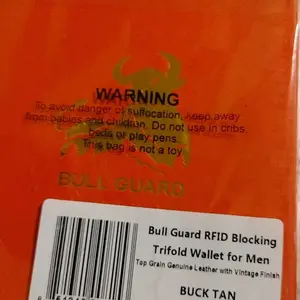 WARNING
To avoid danger of suffocation, keep away
from babies and children. Do not use in cribs,
beds or play pens.
This bag is not a toy.
BULL GUARD
Bull Guard RFID Blocking
Trifold Wallet for Men
Top Grain Genuine Leather with Vintage Finish
BUCK TAN